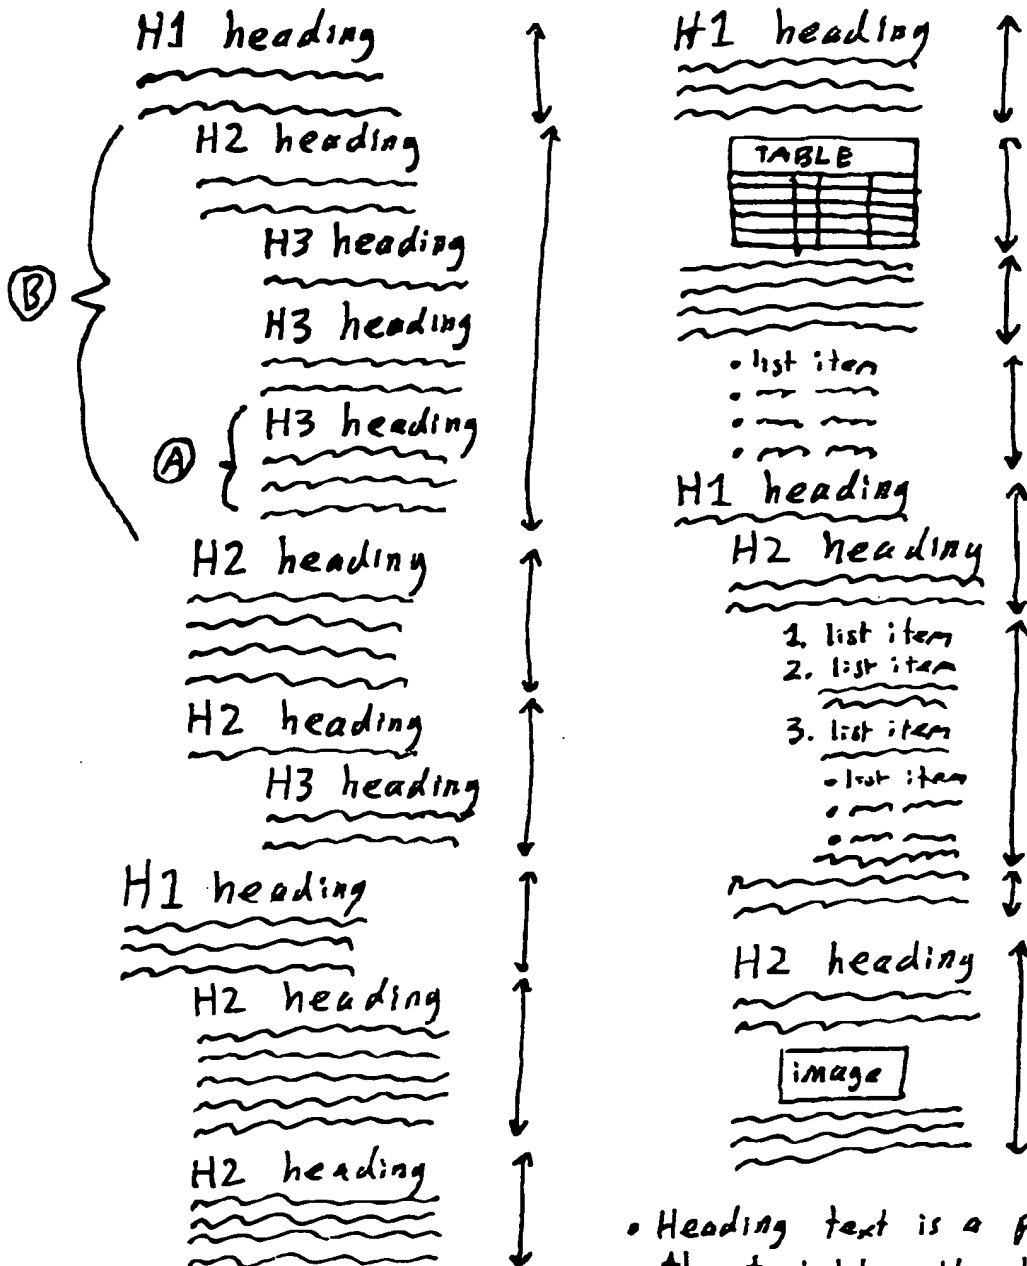 H1 heading
H2 heading
H3 heading
H3 heading
H3 heading
B
A
H2 heading
H2 heading
H3 heading
H1 heading
H2 heading
H2 heading
H1 heading
TABLE
• list item
H1 heading
H2 heading
1. list item
2. list item
3. list item
• list item
H2 heading
image
• Heading text is a